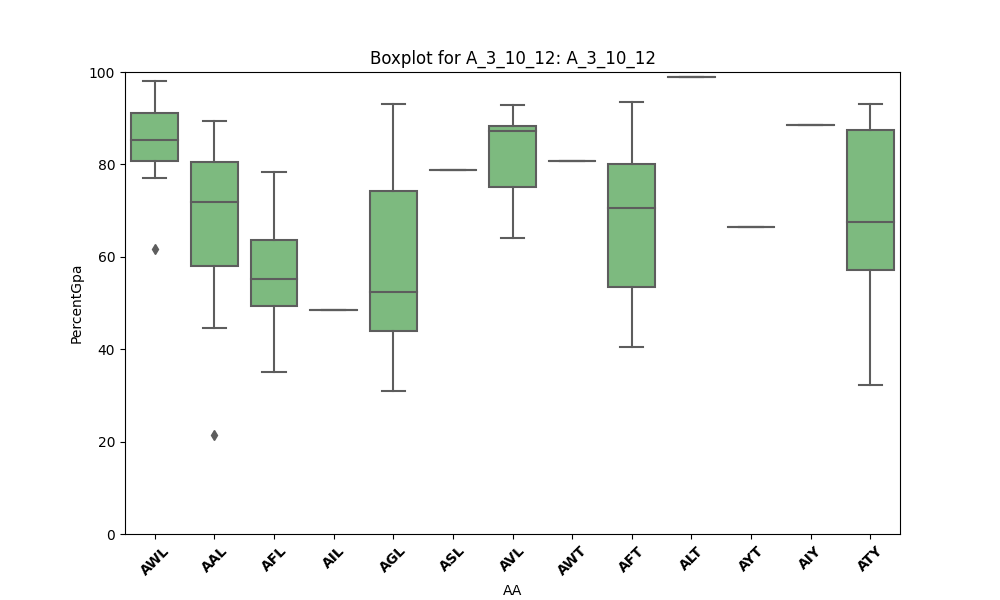 Boxplot for A_3_10_12: A_3_10_12
100
80
60
40
20
0
PercentGpa
AWL AAL AFL AIL AGL ASL AVL AWT AFT ALT AYT AIY ATY
AA